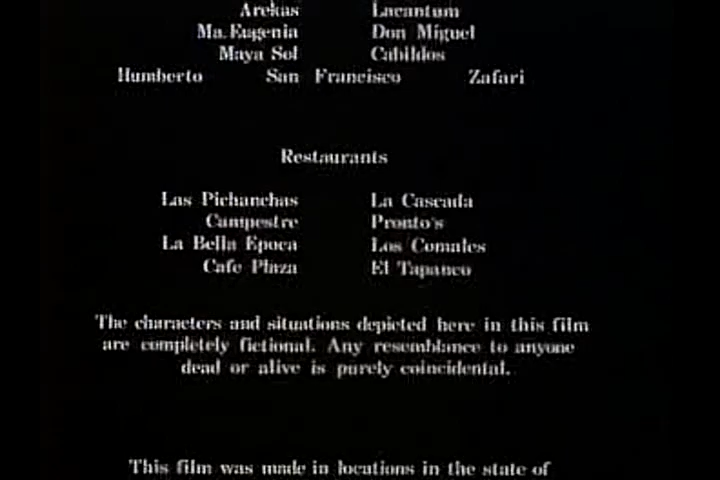 Arekas Lacantum
Ma. Eugenia Don Miguel
Maya Sol Cabildos
Humberto San Francisco Zafari
Restaurants
Las Pichanchas La Cascada
Campestre Pronto's
La Bella Epoca Los Comales
Cafe Plaza El Tapanco
The characters and situations depicted here in this film
are completely fictional. Any resemblance to anyone
dead or alive is purely coincidental.
This film was made in locations in the state of